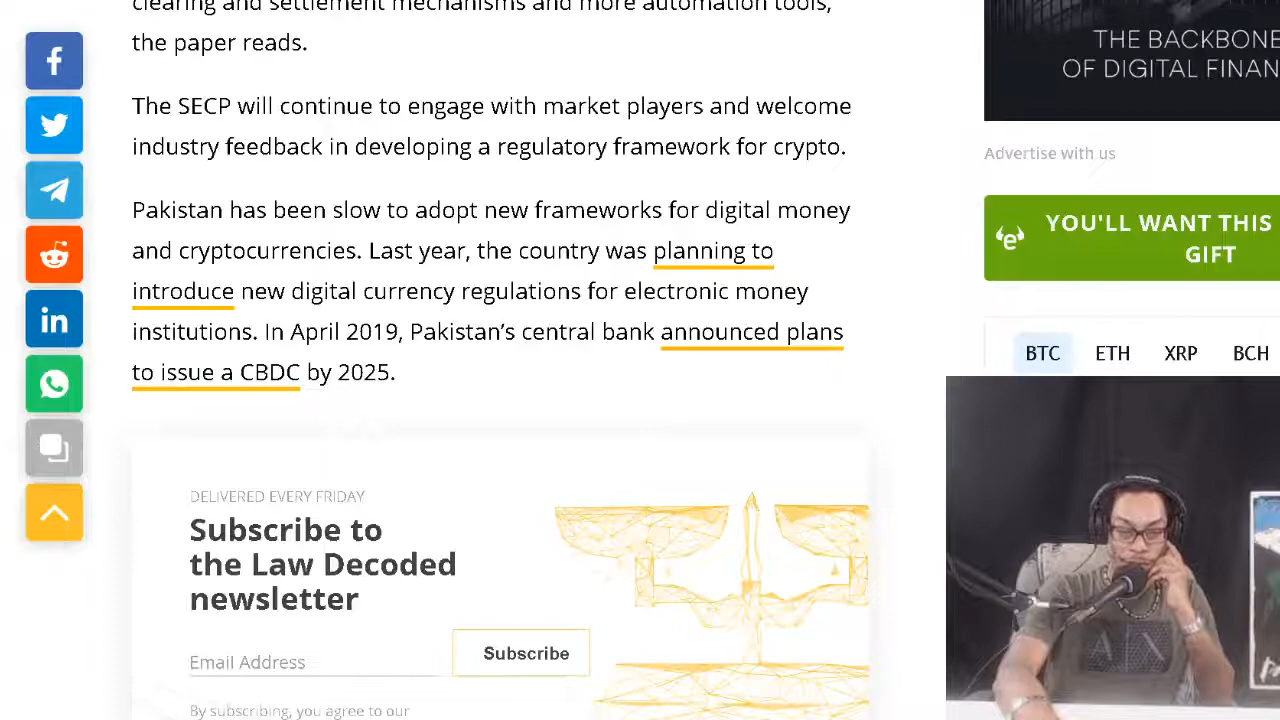 clearing and settlement mechanisms and more automation tools,
the paper reads.
The SECP will continue to engage with market players and welcome
industry feedback in developing a regulatory framework for crypto.
Pakistan has been slow to adopt new frameworks for digital money
and cryptocurrencies. Last year, the country was planning to
introduce new digital currency regulations for electronic money
institutions. In April 2019, Pakistan’s central bank announced plans
to issue a CBDC by 2025.
DELIVERED EVERY FRIDAY
Subscribe to
the Law Decoded
newsletter
Email Address
Subscribe
By subscribing, you agree to our
THE BACKBONE
OF DIGITAL FINAN
Advertise with us
YOU'LL WANT THIS
GIFT
BTC ETH XRP BCH